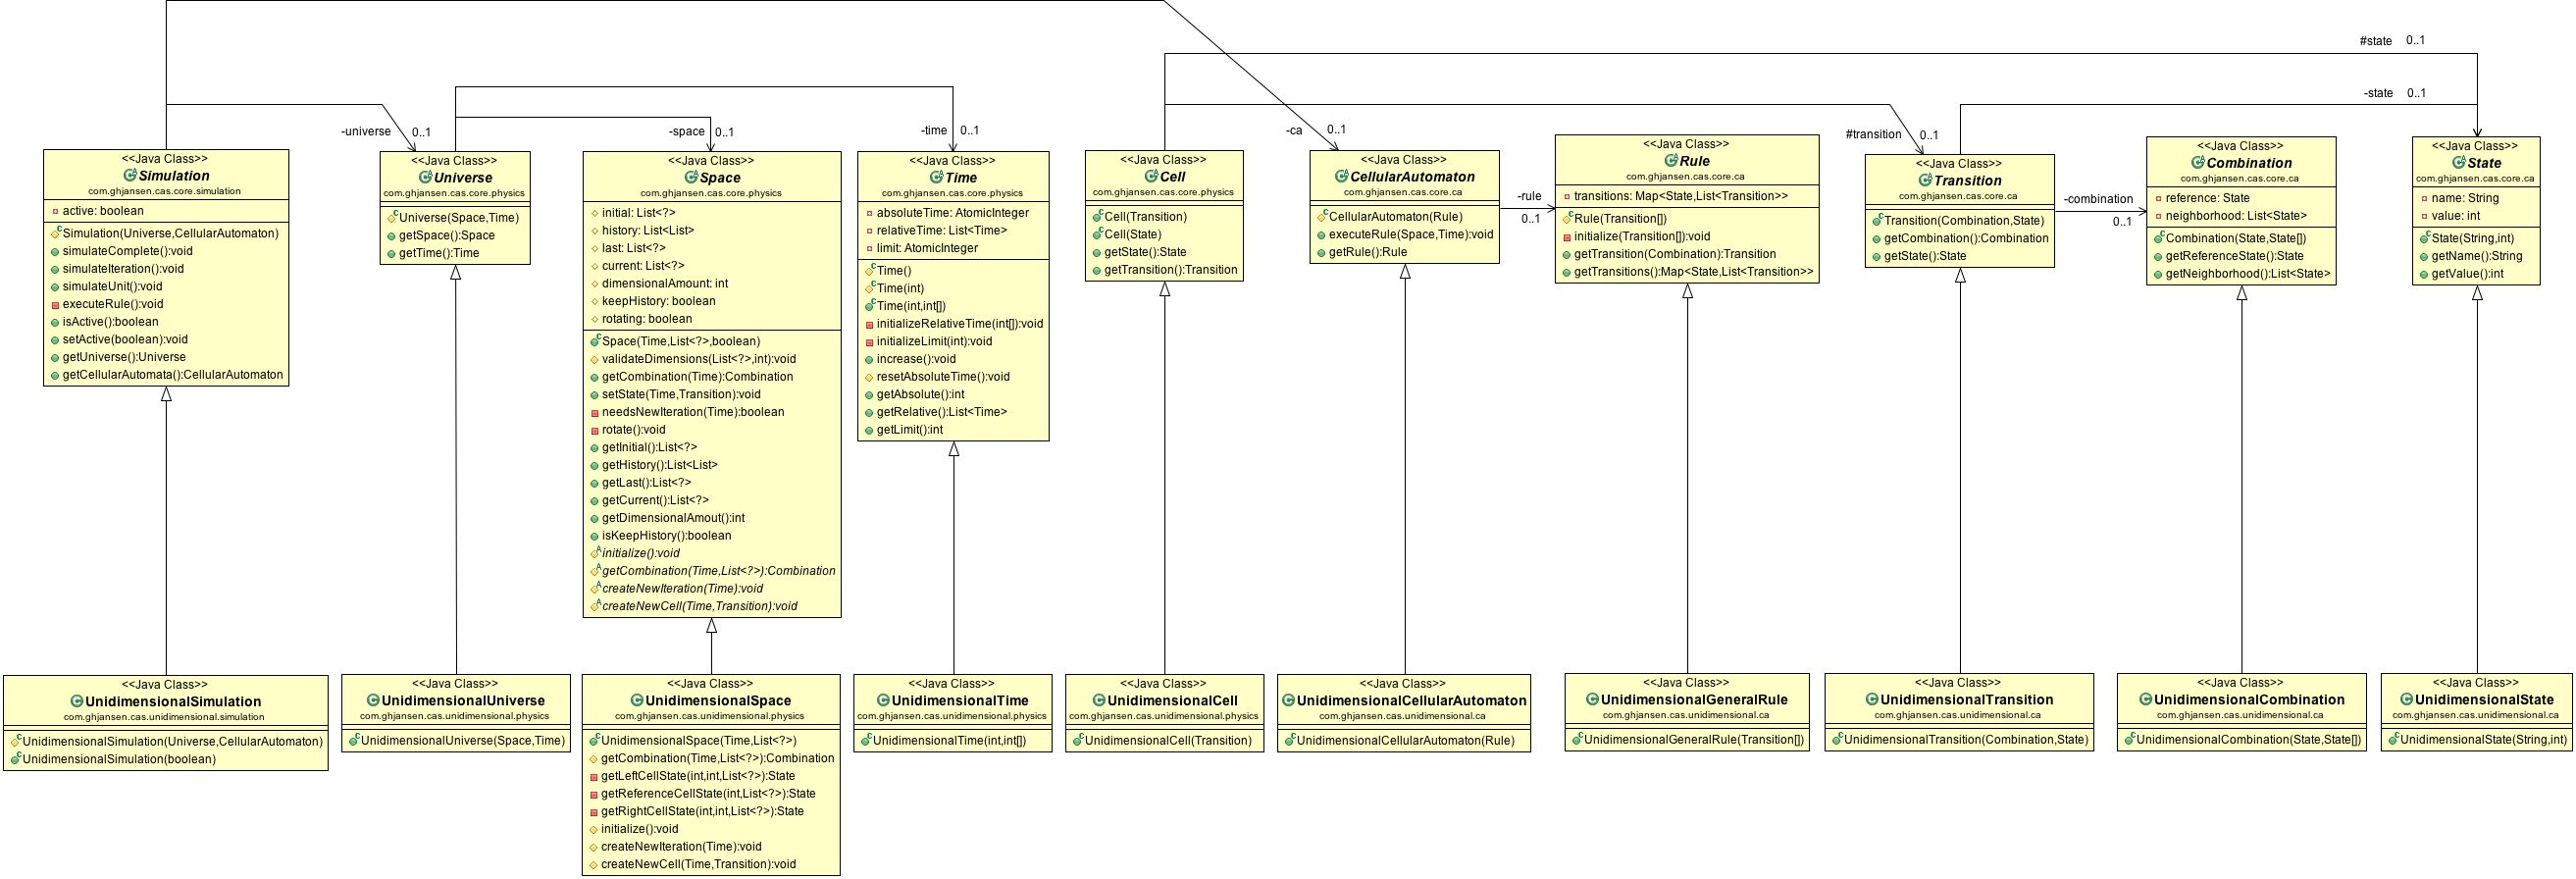 #state 0..1
-state 0..1
-universe 0..1
-space 0..1
-time 0..1
-ca 0..1
#transition 0..1
-rule
0..1
-combination
0..1
<<Java Class>>
Simulation
com.ghjansen.cas.core.simulation
active: boolean
Simulation(Universe,CellularAutomaton)
simulateComplete():void
simulateIteration():void
simulateUnit():void
executeRule():void
isActive():boolean
setActive(boolean):void
getUniverse():Universe
getCellularAutomata():CellularAutomaton
<<Java Class>>
Universe
com.ghjansen.cas.core.physics
Universe(Space,Time)
getSpace():Space
getTime():Time
<<Java Class>>
Space
com.ghjansen.cas.core.physics
initial: List<?>
history: List<List>
last: List<?>
current: List<?>
dimensionalAmount: int
keepHistory: boolean
rotating: boolean
Space(Time,List<?>,boolean)
validateDimensions(List<?>,int):void
getCombination(Time):Combination
setState(Time,Transition):void
needsNewIteration(Time):boolean
rotate():void
getInitial():List<?>
getHistory():List<List>
getLast():List<?>
getCurrent():List<?>
getDimensionalAmout():int
isKeepHistory():boolean
initialize():void
getCombination(Time,List<?>):Combination
createNewIteration(Time):void
createNewCell(Time,Transition):void
<<Java Class>>
Time
com.ghjansen.cas.core.physics
absoluteTime: AtomicInteger
relativeTime: List<Time>
limit: AtomicInteger
Time()
Time(int)
Time(int,int[])
initializeRelativeTime(int[]):void
initializeLimit(int):void
increase():void
resetAbsoluteTime():void
getAbsolute():int
getRelative():List<Time>
getLimit():int
<<Java Class>>
Cell
com.ghjansen.cas.core.physics
Cell(Transition)
Cell(State)
getState():State
getTransition():Transition
<<Java Class>>
CellularAutomaton
com.ghjansen.cas.core.ca
CellularAutomaton(Rule)
executeRule(Space,Time):void
getRule():Rule
<<Java Class>>
Rule
com.ghjansen.cas.core.ca
transitions: Map<State,List<Transition>>
Rule(Transition[])
initialize(Transition[]):void
getTransition(Combination):Transition
getTransitions():Map<State,List<Transition>>
<<Java Class>>
Transition
com.ghjansen.cas.core.ca
Transition(Combination,State)
getCombination():Combination
getState():State
<<Java Class>>
Combination
com.ghjansen.cas.core.ca
reference: State
neighborhood: List<State>
Combination(State,State[])
getReferenceState():State
getNeighborhood():List<State>
<<Java Class>>
State
com.ghjansen.cas.core.ca
name: String
value: int
State(String,int)
getName():String
getValue():int
<<Java Class>>
UnidimensionalSimulation
com.ghjansen.cas.unidimensional.simulation
UnidimensionalSimulation(Universe,CellularAutomaton)
UnidimensionalSimulation(boolean)
<<Java Class>>
UnidimensionalUniverse
com.ghjansen.cas.unidimensional.physics
UnidimensionalUniverse(Space,Time)
<<Java Class>>
UnidimensionalSpace
com.ghjansen.cas.unidimensional.physics
UnidimensionalSpace(Time,List<?>)
getCombination(Time,List<?>):Combination
getLeftCellState(int,int,List<?>):State
getReferenceCellState(int,List<?>):State
getRightCellState(int,int,List<?>):State
initialize():void
createNewIteration(Time):void
createNewCell(Time,Transition):void
<<Java Class>>
UnidimensionalTime
com.ghjansen.cas.unidimensional.physics
UnidimensionalTime(int,int[])
<<Java Class>>
UnidimensionalCell
com.ghjansen.cas.unidimensional.physics
UnidimensionalCell(Transition)
<<Java Class>>
UnidimensionalCellularAutomaton
com.ghjansen.cas.unidimensional.ca
UnidimensionalCellularAutomaton(Rule)
<<Java Class>>
UnidimensionalGeneralRule
com.ghjansen.cas.unidimensional.ca
UnidimensionalGeneralRule(Transition[])
<<Java Class>>
UnidimensionalTransition
com.ghjansen.cas.unidimensional.ca
UnidimensionalTransition(Combination,State)
<<Java Class>>
UnidimensionalCombination
com.ghjansen.cas.unidimensional.ca
UnidimensionalCombination(State,State[])
<<Java Class>>
UnidimensionalState
com.ghjansen.cas.unidimensional.ca
UnidimensionalState(String,int)